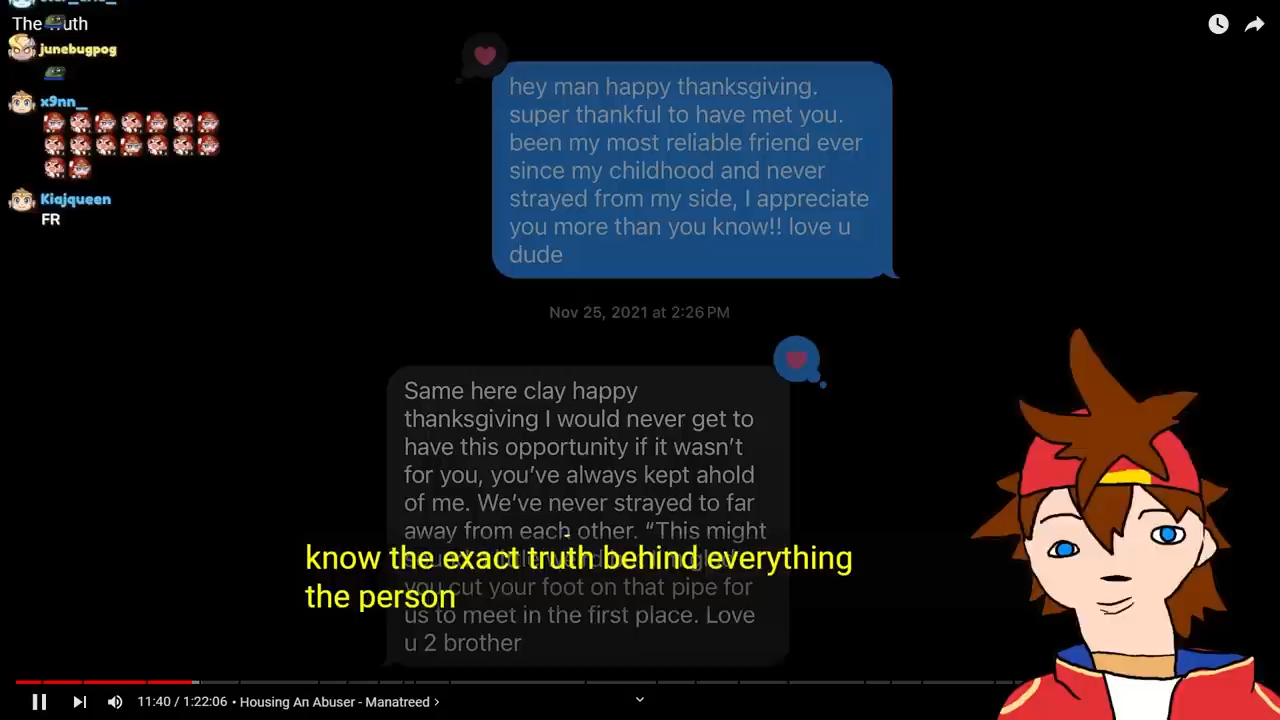 The Truth
junebugpog
x9nn_
Kiajqueen
FR
hey man happy thanksgiving.
super thankful to have met you.
been my most reliable friend ever
since my childhood and never
strayed from my side, I appreciate
you more than you know!! love u
dude
Nov 25, 2021 at 2:26 PM
Same here clay happy
thanksgiving I would never get to
have this opportunity if it wasn't
for you, you've always kept ahold
of me. We've never strayed to far
away from each other. "This might
know the exact truth behind everything
the person
you cut your foot on that pipe for
us to meet in the first place. Love
u 2 brother
11:40 / 1:22:06 • Housing An Abuser - Manatreed >